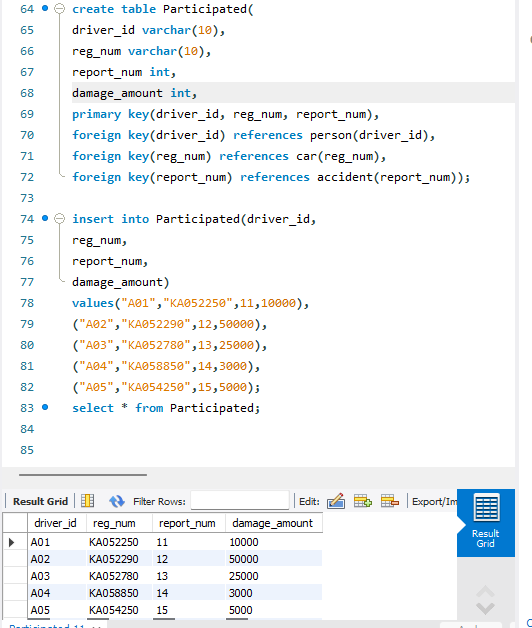 64 create table Participated(
65 driver_id varchar(10),
66 reg_num varchar(10),
67 report_num int,
68 damage_amount int,
69 primary key(driver_id, reg_num, report_num),
70 foreign key(driver_id) references person(driver_id),
71 foreign key(reg_num) references car(reg_num),
72 foreign key(report_num) references accident(report_num));
73
74 insert into Participated(driver_id,
75 reg_num,
76 report_num,
77 damage_amount)
78 values("A01","KA052250",11,10000),
79 ("A02","KA052290",12,50000),
80 ("A03","KA052780",13,25000),
81 ("A04","KA058850",14,3000),
82 ("A05","KA054250",15,5000);
83 select * from Participated;
84
85
Result Grid Filter Rows: Edit: Export/Im
driver_id reg_num report_num damage_amount
A01 KA052250 11 10000
A02 KA052290 12 50000
A03 KA052780 13 25000
A04 KA058850 14 3000
A05 KA054250 15 5000
Result
Grid
Participated 11